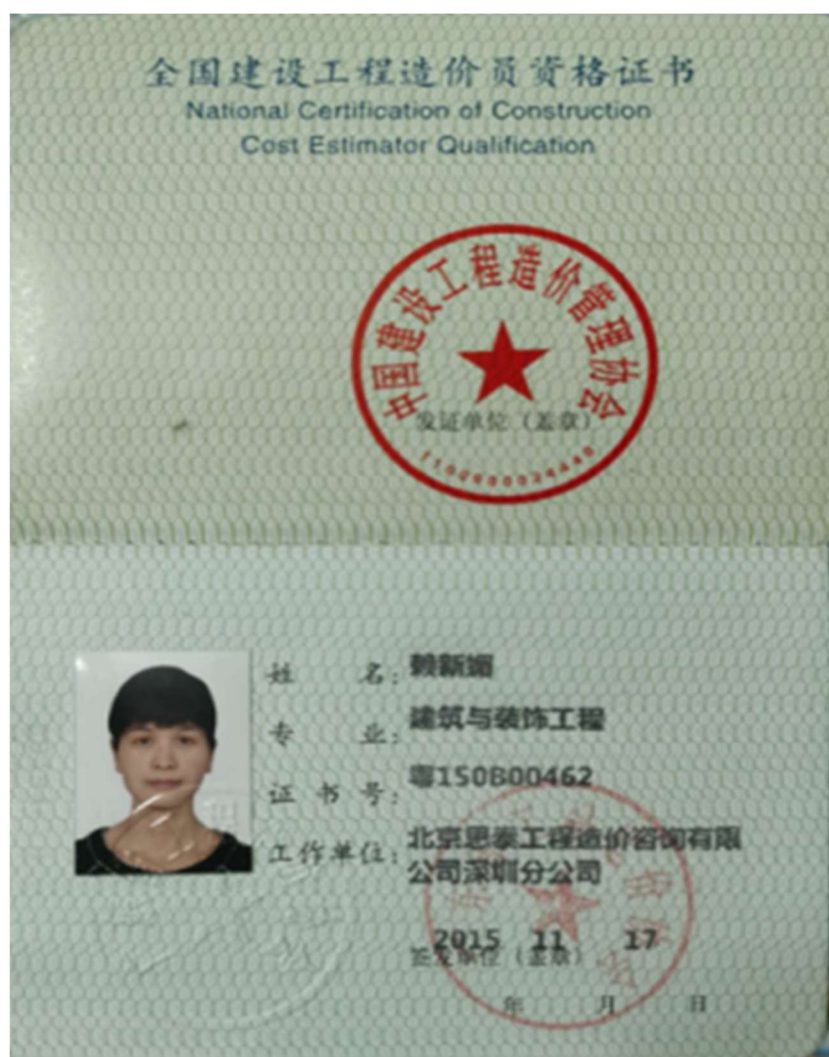 全国建设工程造价员资格证书
National Certification of Construction
Cost Estimator Qualification
中国建设工程造价管理协会
发证单位（盖章）
姓 名：赖新媚
专 业：建筑与装饰工程
证 书 号：粤150B00462
工作单位：北京思泰工程造价咨询有限
公司深圳分公司
2015 11 17
签发单位（盖章）
年 月 日